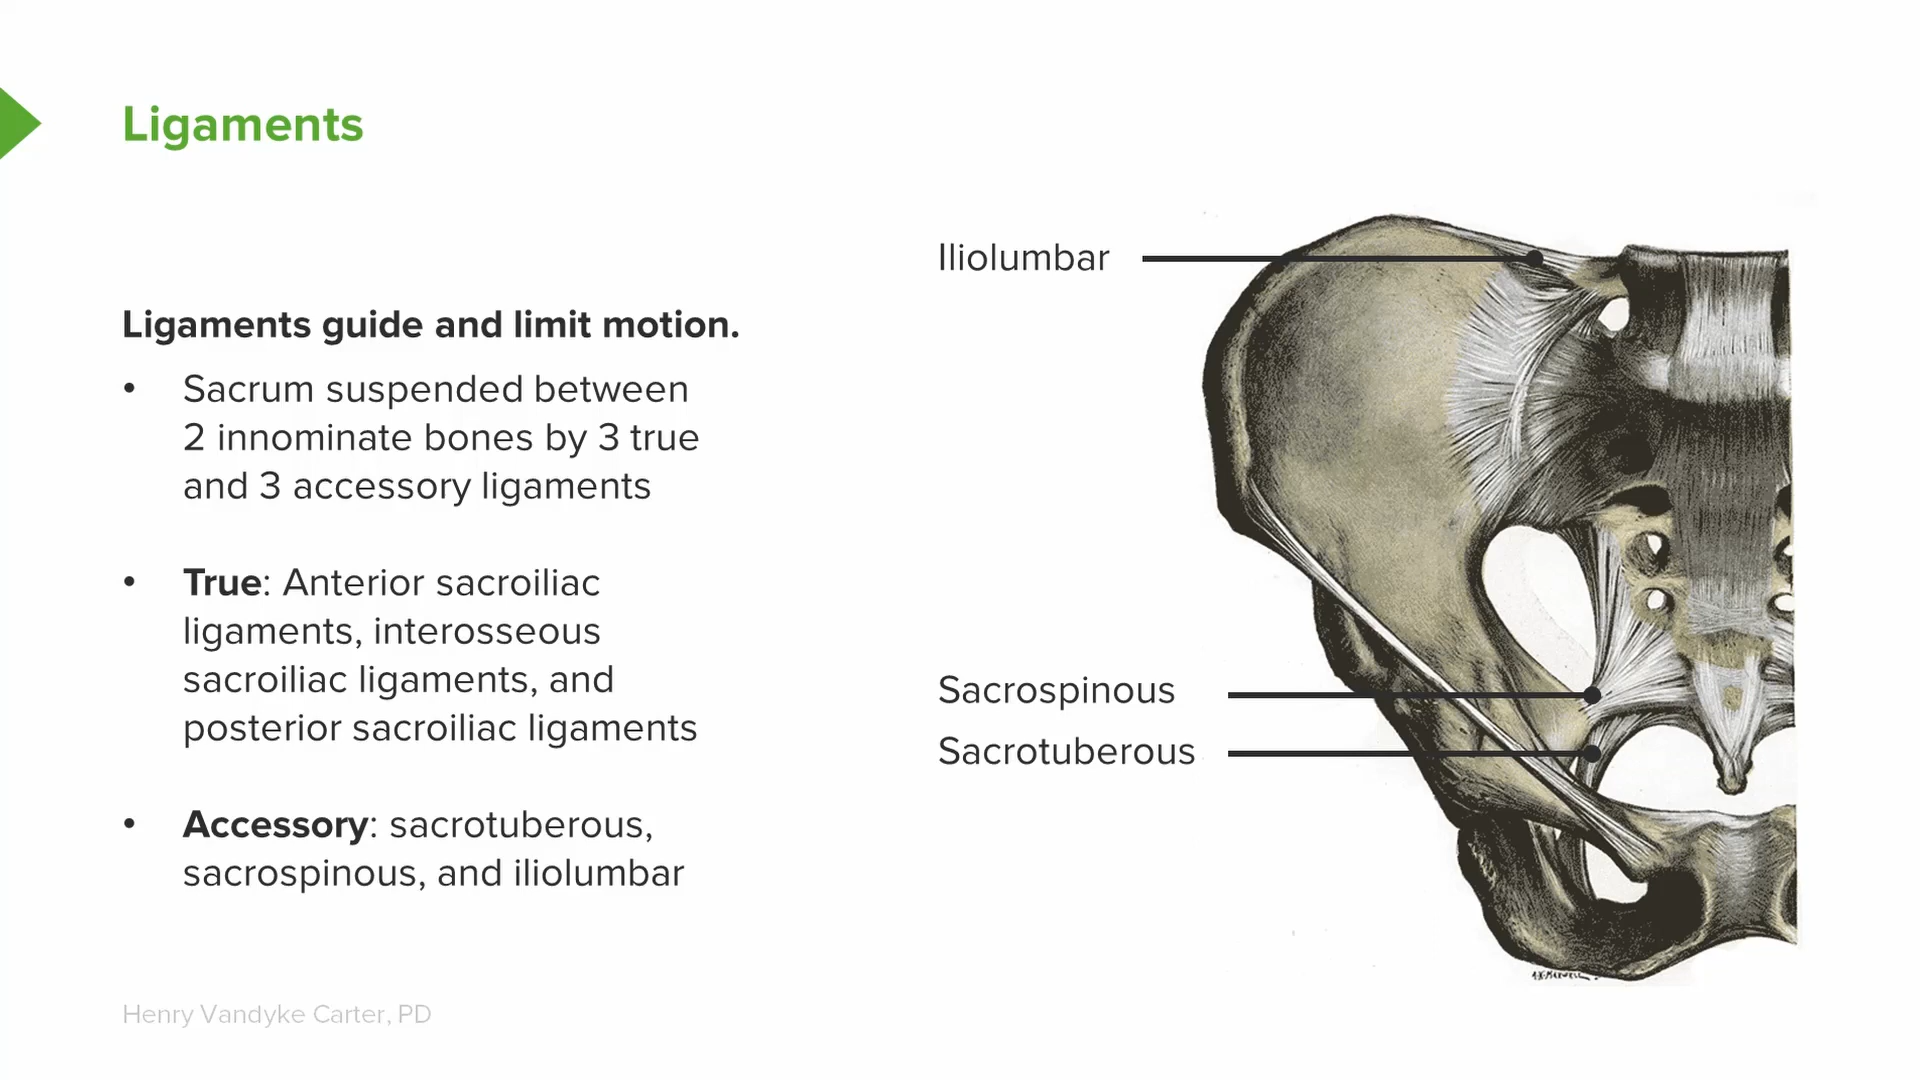 Ligaments
Ligaments guide and limit motion.
• Sacrum suspended between
2 innominate bones by 3 true
and 3 accessory ligaments
• True: Anterior sacroiliac
ligaments, interosseous
sacroiliac ligaments, and
posterior sacroiliac ligaments
• Accessory: sacrotuberous,
sacrospinous, and iliolumbar
Iliolumbar
Sacrospinous
Sacrotuberous
Henry Vandyke Carter, PD